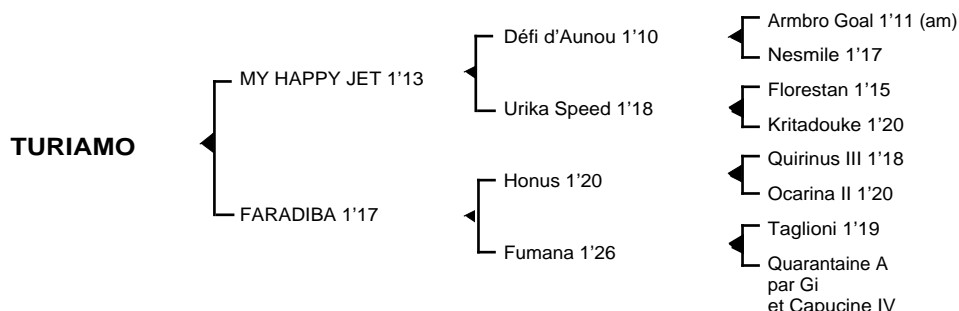 Armbro Goal 1'11 (am)
Défi d'Aunou 1'10
Nesmile 1'17
MY HAPPY JET 1'13
Florestan 1'15
Urika Speed 1'18
Kritadouke 1'20
TURIAMO
Quirinus III 1'18
Honus 1'20
Ocarina II 1'20
FARADIBA 1'17
Taglioni 1'19
Fumana 1'26
Quarantaine A
par Gi
et Capucine IV